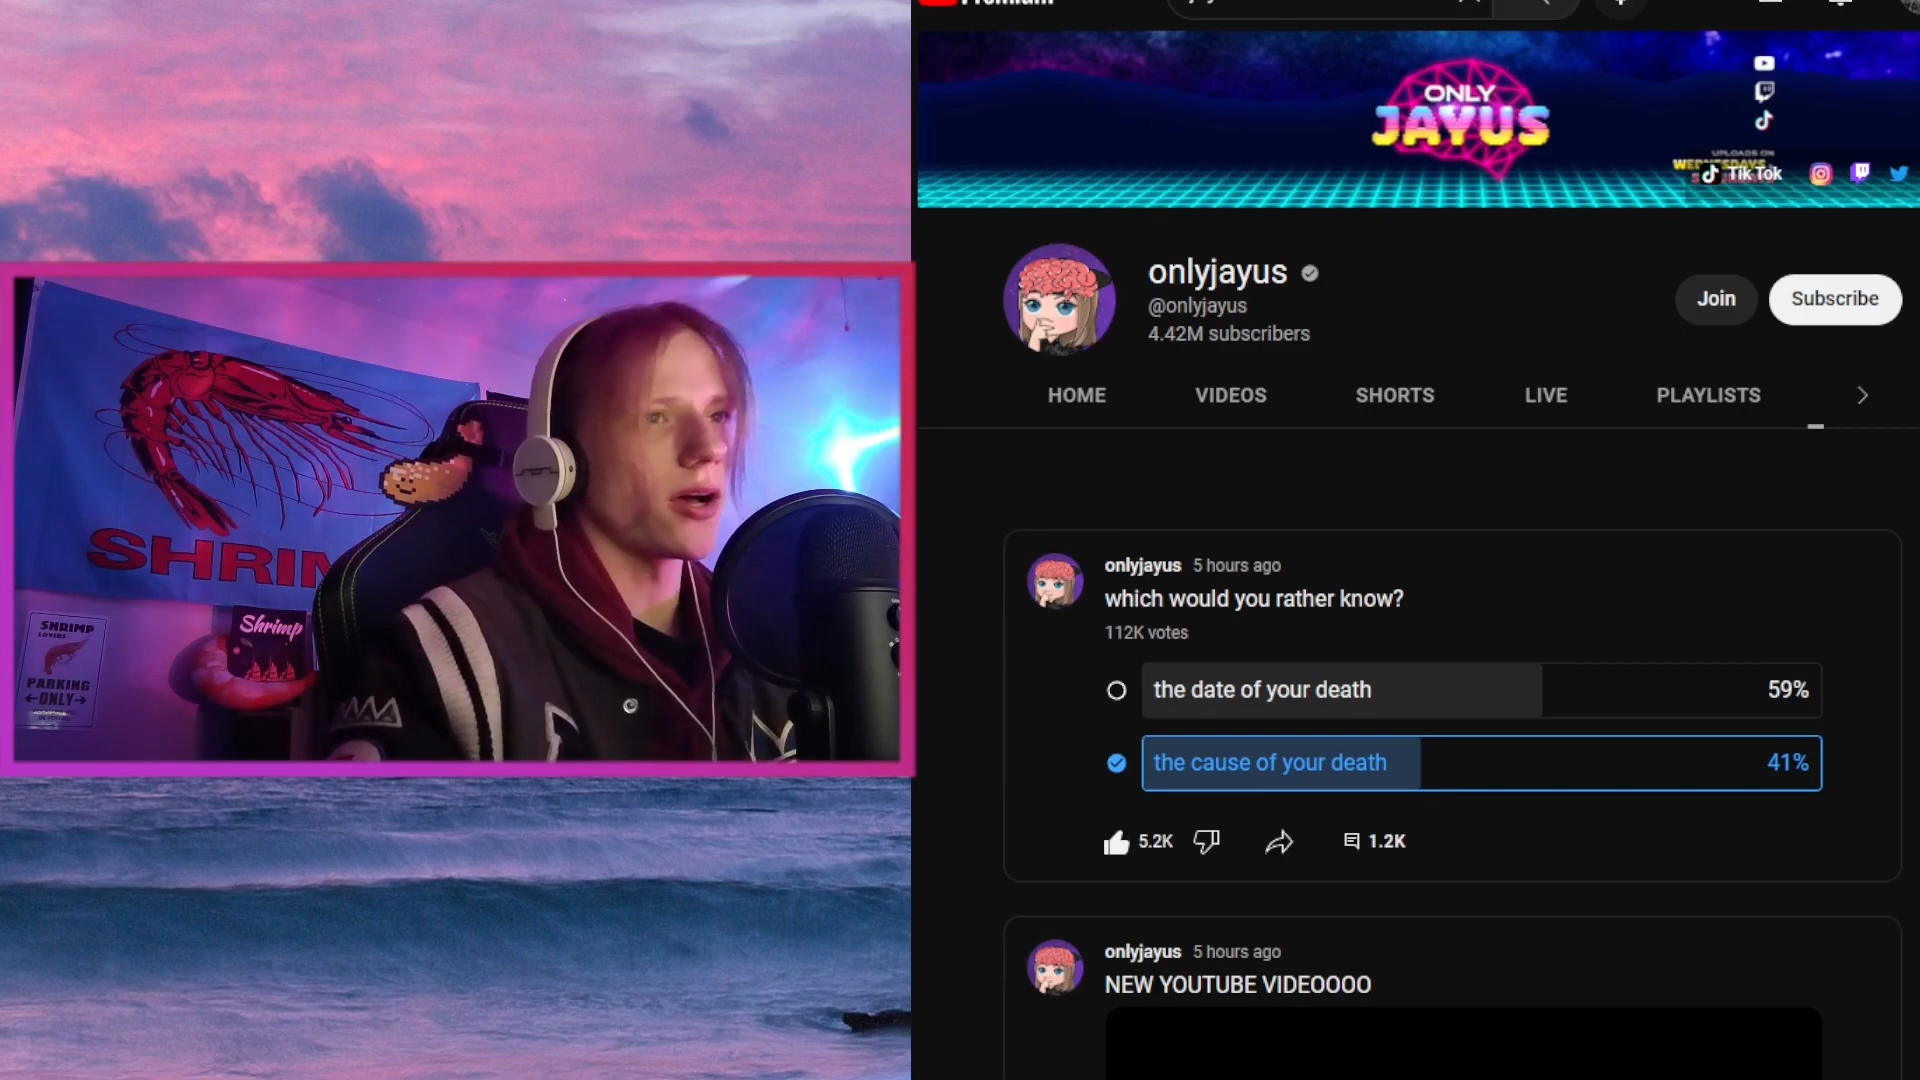 SHRIM
SHRIMP
LOVERS
PARKING
ONLY
Shrimp
Premium
ONLY
JAYUS
UPLOADS ON
WEDNESDAYS
TikTok
onlyjayus
@onlyjayus
4.42M subscribers
Join
Subscribe
HOME
VIDEOS
SHORTS
LIVE
PLAYLISTS
onlyjayus 5 hours ago
which would you rather know?
112K votes
the date of your death 59%
the cause of your death 41%
5.2K
1.2K
onlyjayus 5 hours ago
NEW YOUTUBE VIDEOOOO